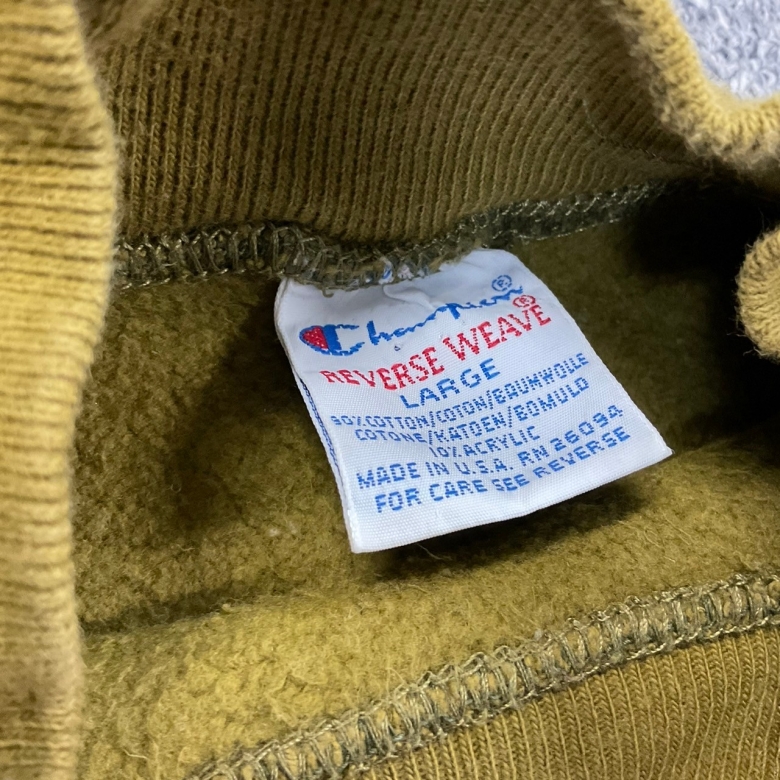 Champion®
REVERSE WEAVE®
LARGE
90% COTTON/COTON/BAUMWOLLE
COTONE/KATOEN/BOMULD
10% ACRYLIC
MADE IN U.S.A. RN 26094
FOR CARE SEE REVERSE